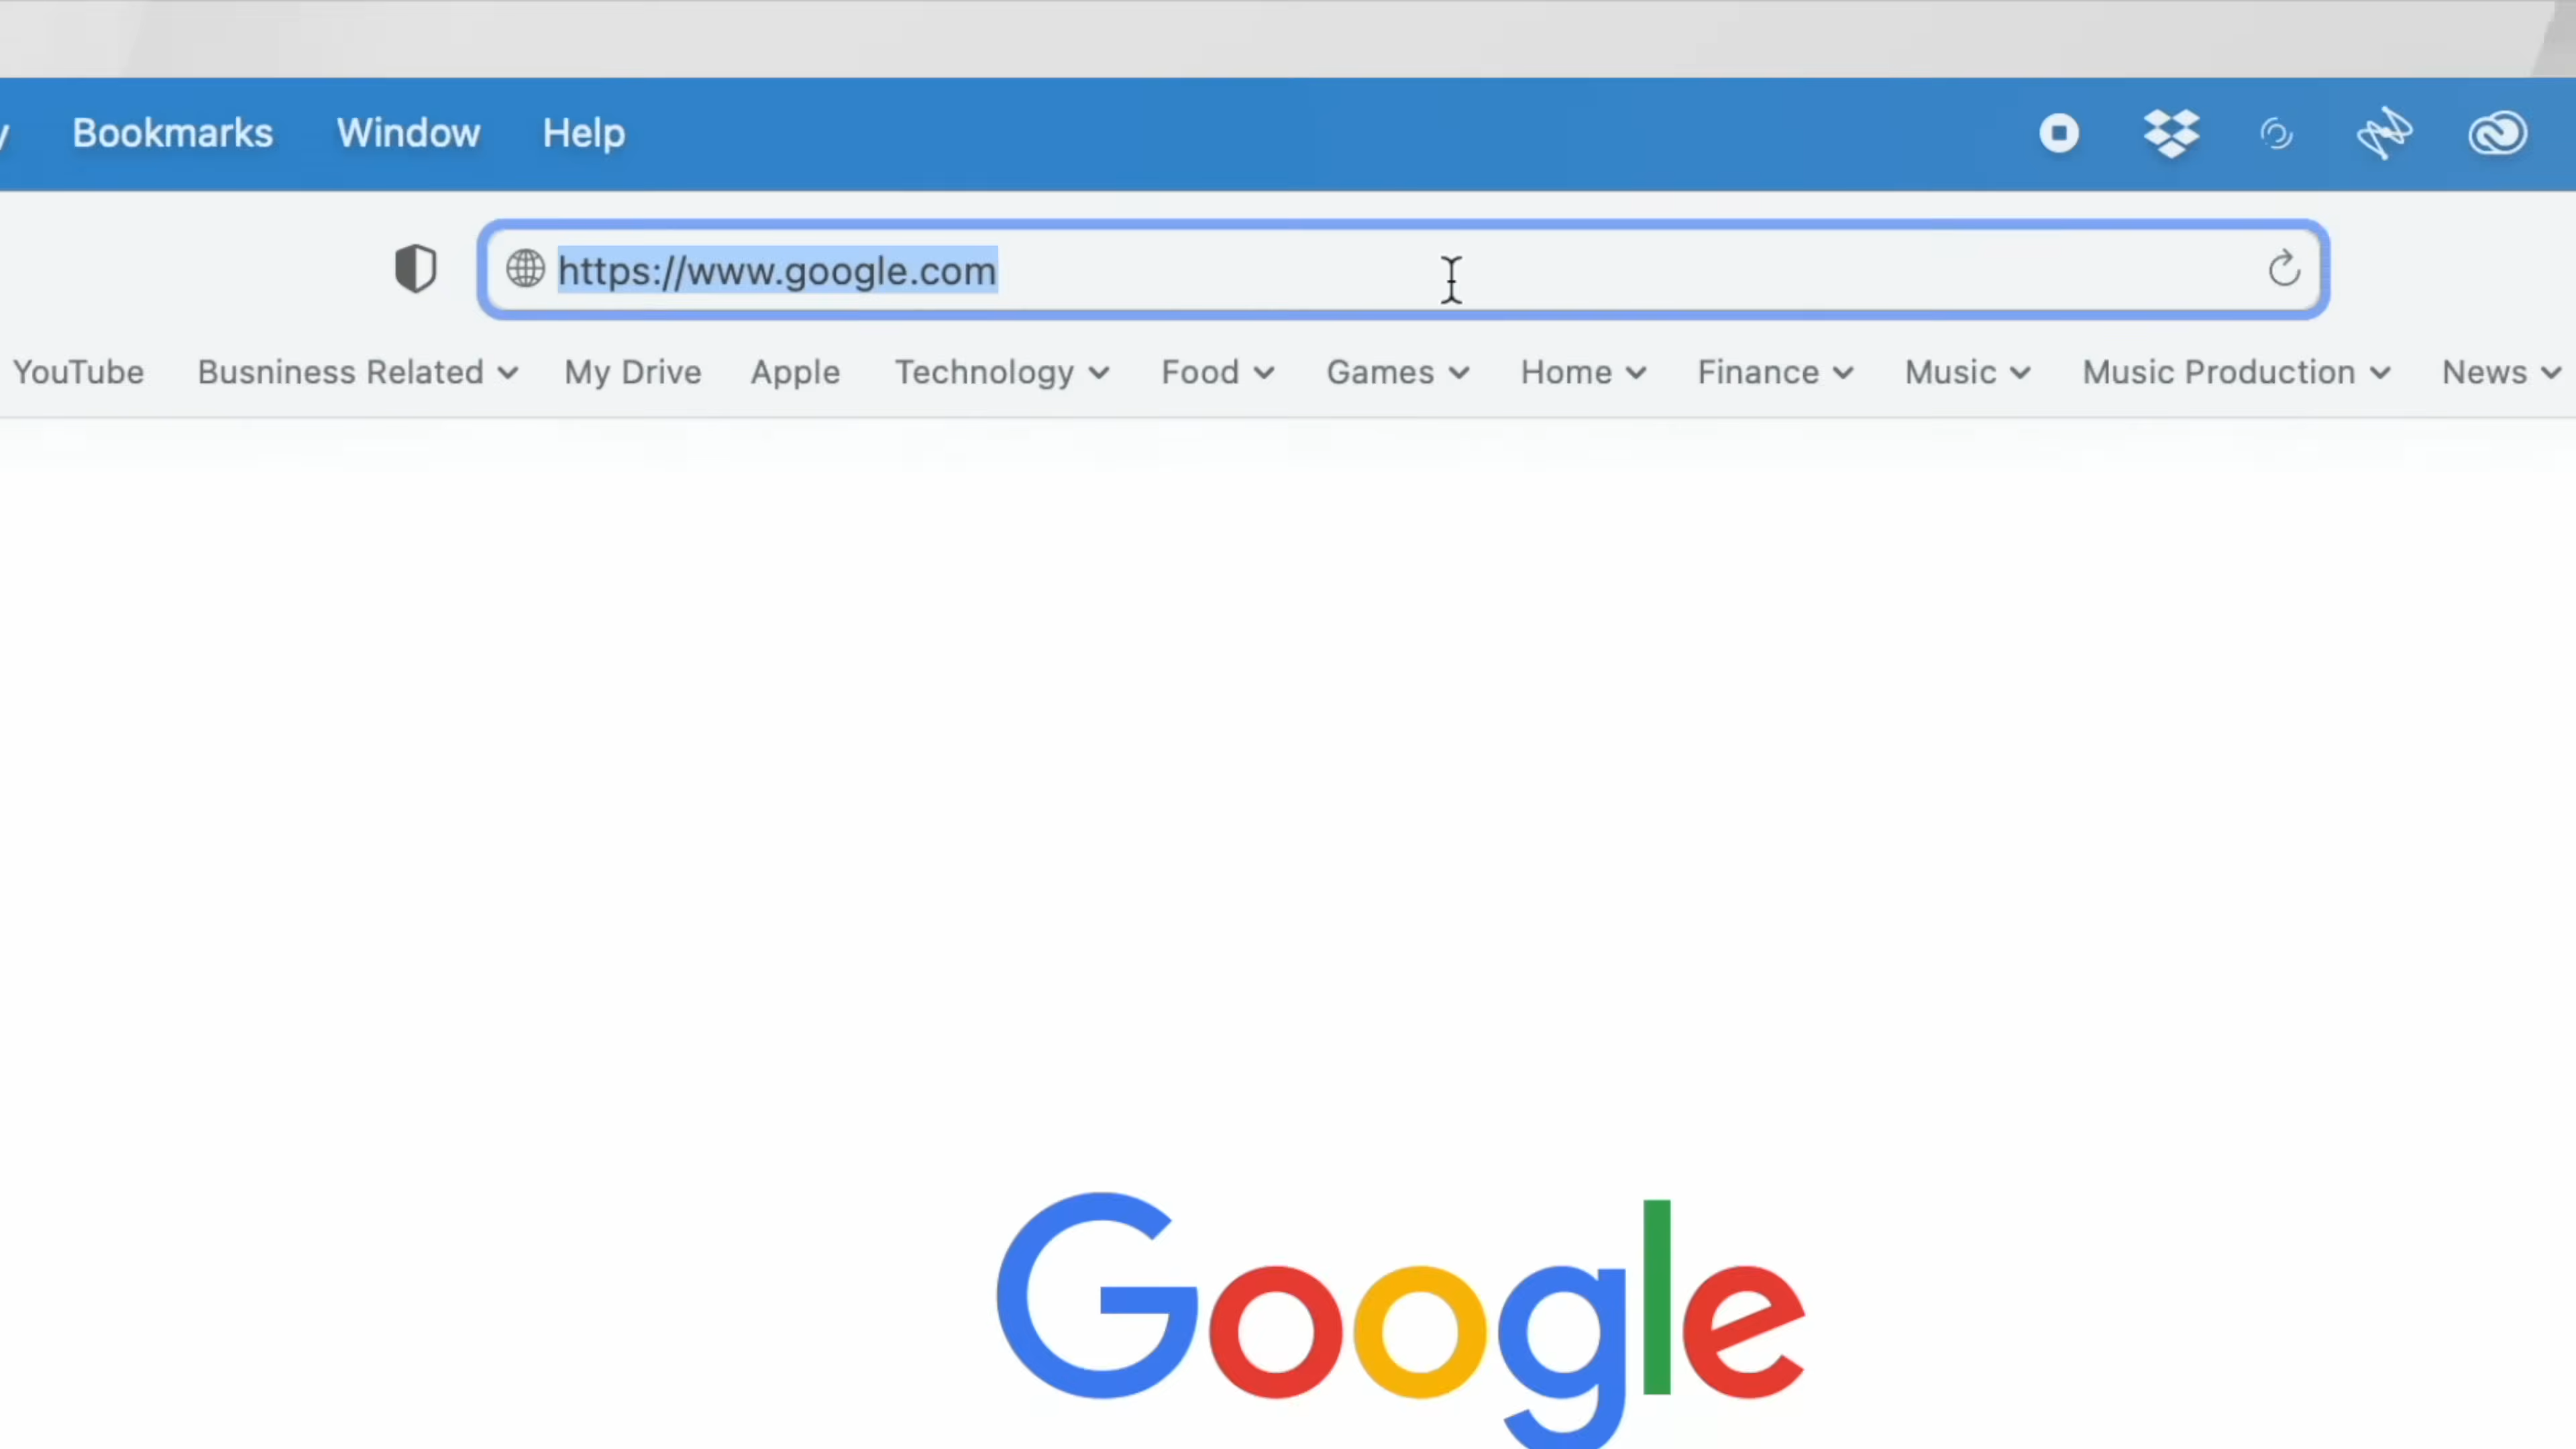 Bookmarks Window Help
https://www.google.com
YouTube Busniness Related My Drive Apple Technology Food Games Home Finance Music Music Production News
Google